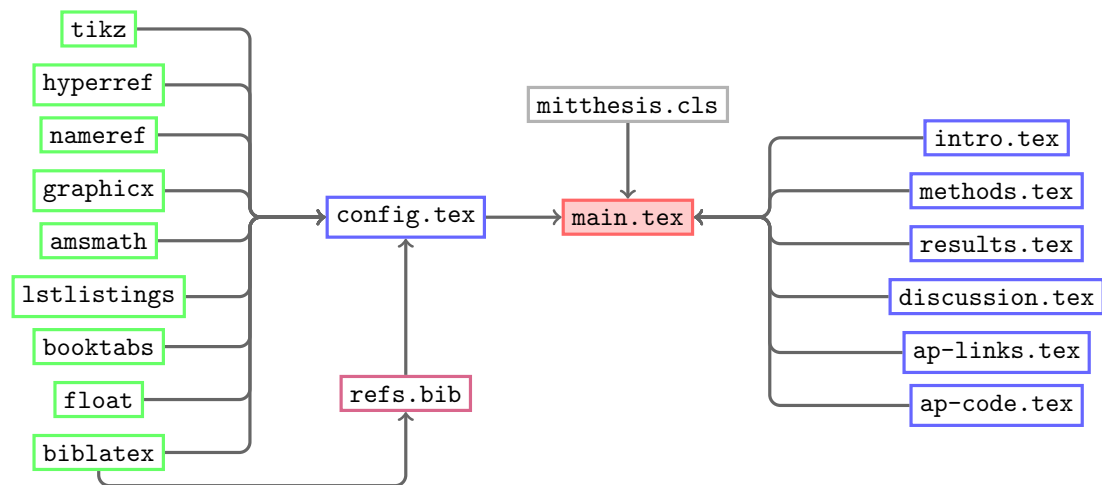 tikz
hyperref
nameref
graphicx
amsmath
lstlistings
booktabs
float
biblatex
config.tex
refs.bib
mitthesis.cls
main.tex
intro.tex
methods.tex
results.tex
discussion.tex
ap-links.tex
ap-code.tex